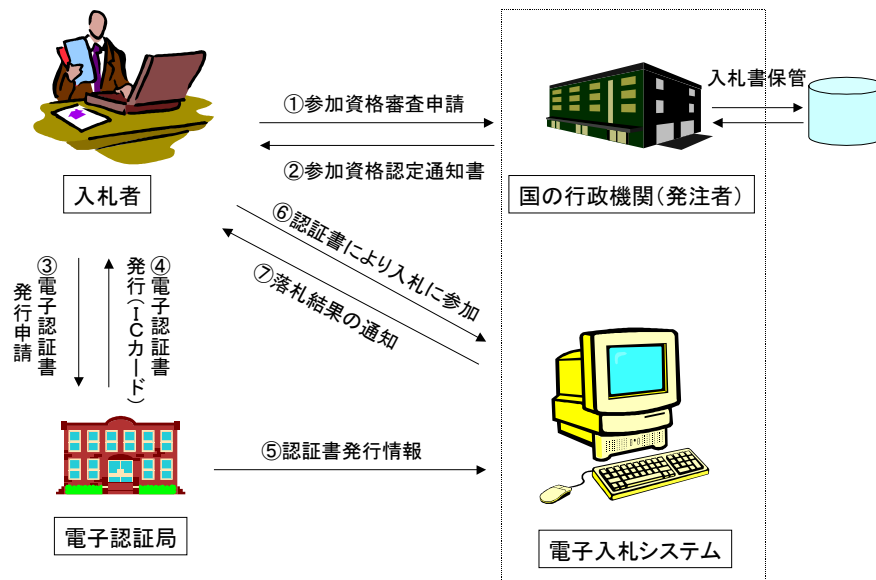 入札書保管
①参加資格審査申請
②参加資格認定通知書
入札者
国の行政機関(発注者)
⑥認証書により入札に参加
⑦落札結果の通知
③電子認証書
発行申請
④電子認証書
発行(ICカード)
⑤認証書発行情報
電子認証局
電子入札システム